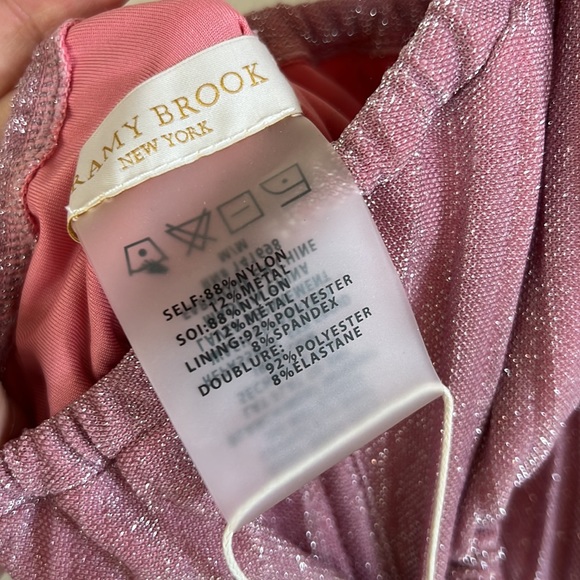 RAMY BROOK
NEW YORK
SELF:88%NYLON
12%METAL
SOI:88%NYLON
12%METAL
LINING:92%POLYESTER
8%SPANDEX
DOUBLURE:
92%POLYESTER
8%ELASTANE